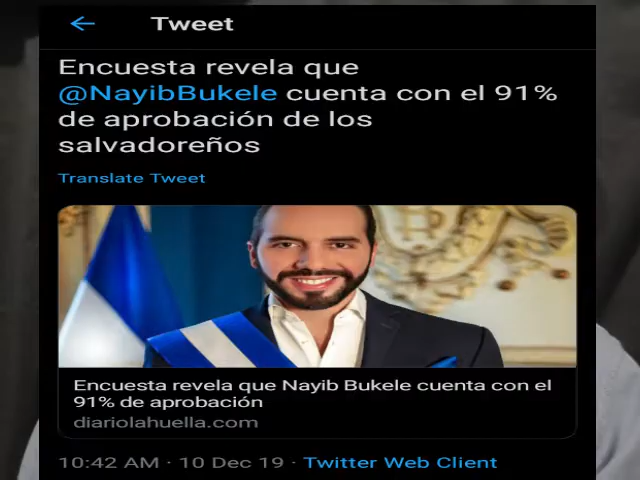 Tweet
Encuesta revela que
@NayibBukele cuenta con el 91%
de aprobación de los
salvadoreños
Translate Tweet
Encuesta revela que Nayib Bukele cuenta con el
91% de aprobación
diariolahuella.com
10:42 AM · 10 Dec 19 · Twitter Web Client